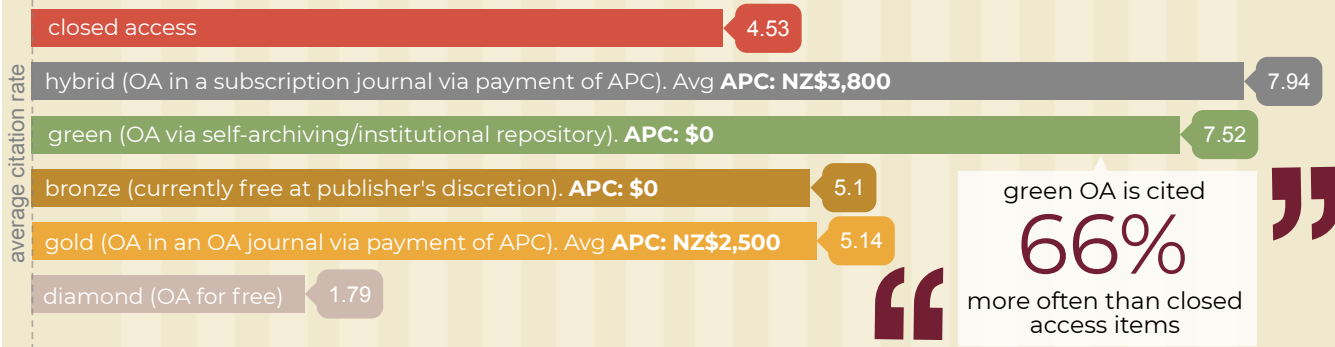 average citation rate
closed access
4.53
hybrid (OA in a subscription journal via payment of APC). Avg APC: NZ$3,800
7.94
green (OA via self-archiving/institutional repository). APC: $0
7.52
bronze (currently free at publisher's discretion). APC: $0
5.1
gold (OA in an OA journal via payment of APC). Avg APC: NZ$2,500
5.14
diamond (OA for free)
1.79
“
green OA is cited
66%
more often than closed
access items
”